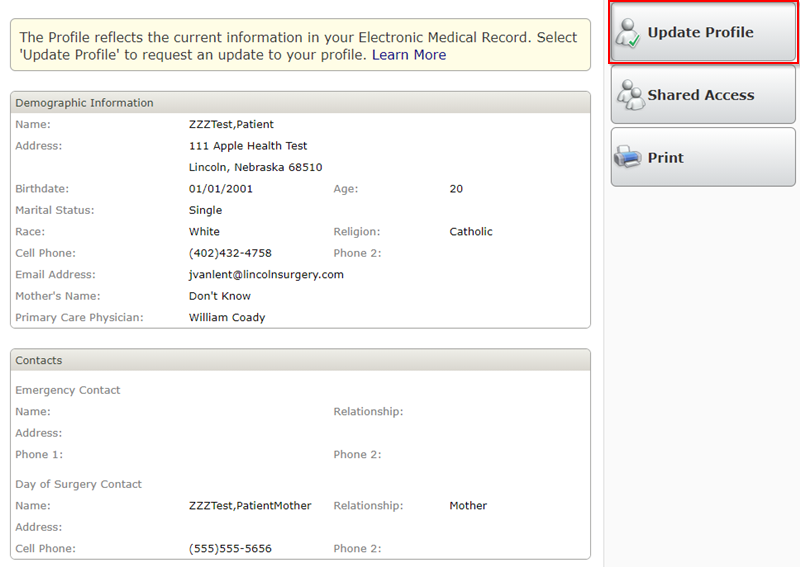 The Profile reflects the current information in your Electronic Medical Record. Select
'Update Profile' to request an update to your profile. Learn More
Demographic Information
Name: ZZZTest,Patient
Address: 111 Apple Health Test
Lincoln, Nebraska 68510
Birthdate: 01/01/2001 Age: 20
Marital Status: Single
Race: White Religion: Catholic
Cell Phone: (402)432-4758 Phone 2:
Email Address: jvanlent@lincolnsurgery.com
Mother's Name: Don't Know
Primary Care Physician: William Coady
Contacts
Emergency Contact
Name: Relationship:
Address:
Phone 1: Phone 2:
Day of Surgery Contact
Name: ZZZTest,PatientMother Relationship: Mother
Address:
Cell Phone: (555)555-5656 Phone 2:
Update Profile
Shared Access
Print